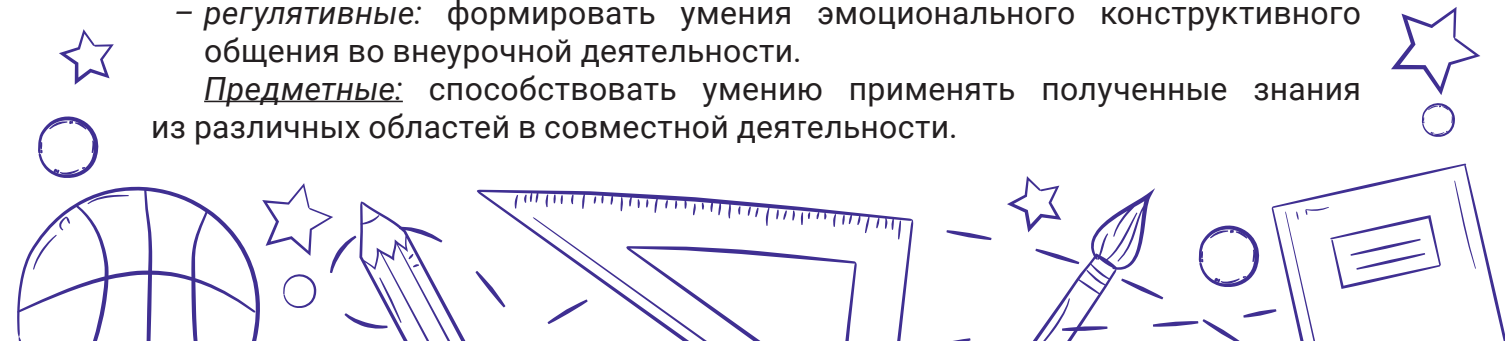 – регулятивные: формировать умения эмоционального конструктивного
общения во внеурочной деятельности.
Предметные: способствовать умению применять полученные знания
из различных областей в совместной деятельности.